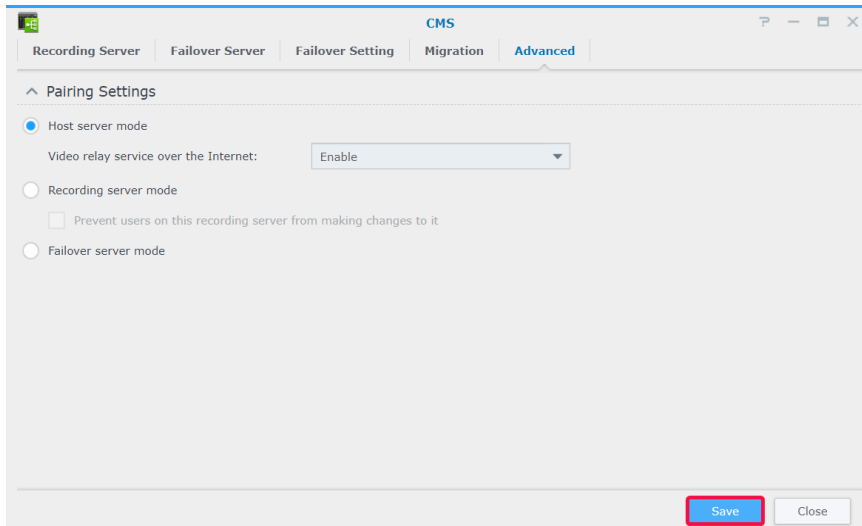 CMS
Recording Server Failover Server Failover Setting Migration Advanced
Pairing Settings
Host server mode
Video relay service over the Internet: Enable
Recording server mode
Prevent users on this recording server from making changes to it
Failover server mode
Save Close